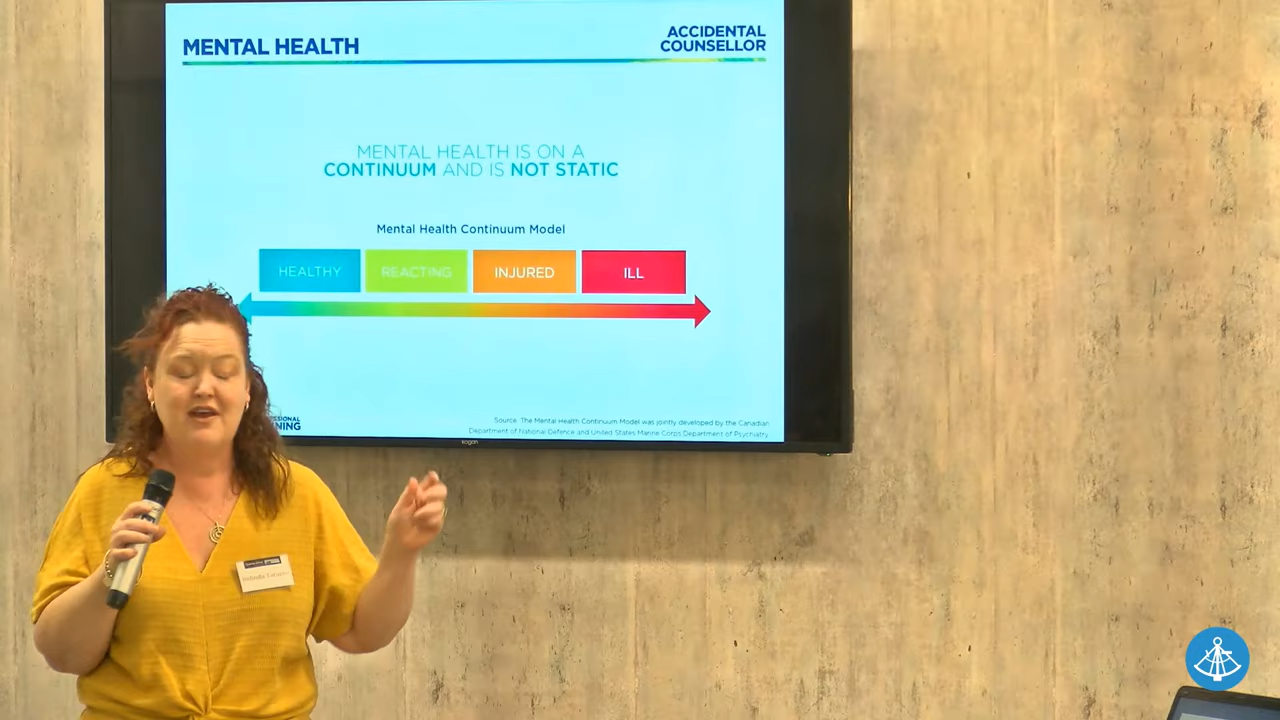 MENTAL HEALTH
ACCIDENTAL
COUNSELLOR
MENTAL HEALTH IS ON A
CONTINUUM AND IS NOT STATIC
Mental Health Continuum Model
HEALTHY
REACTING
INJURED
ILL
Source: The Mental Health Continuum Model was jointly developed by the Canadian
Department of National Defence and United States Marine Corps Department of Psychiatry.
kogan